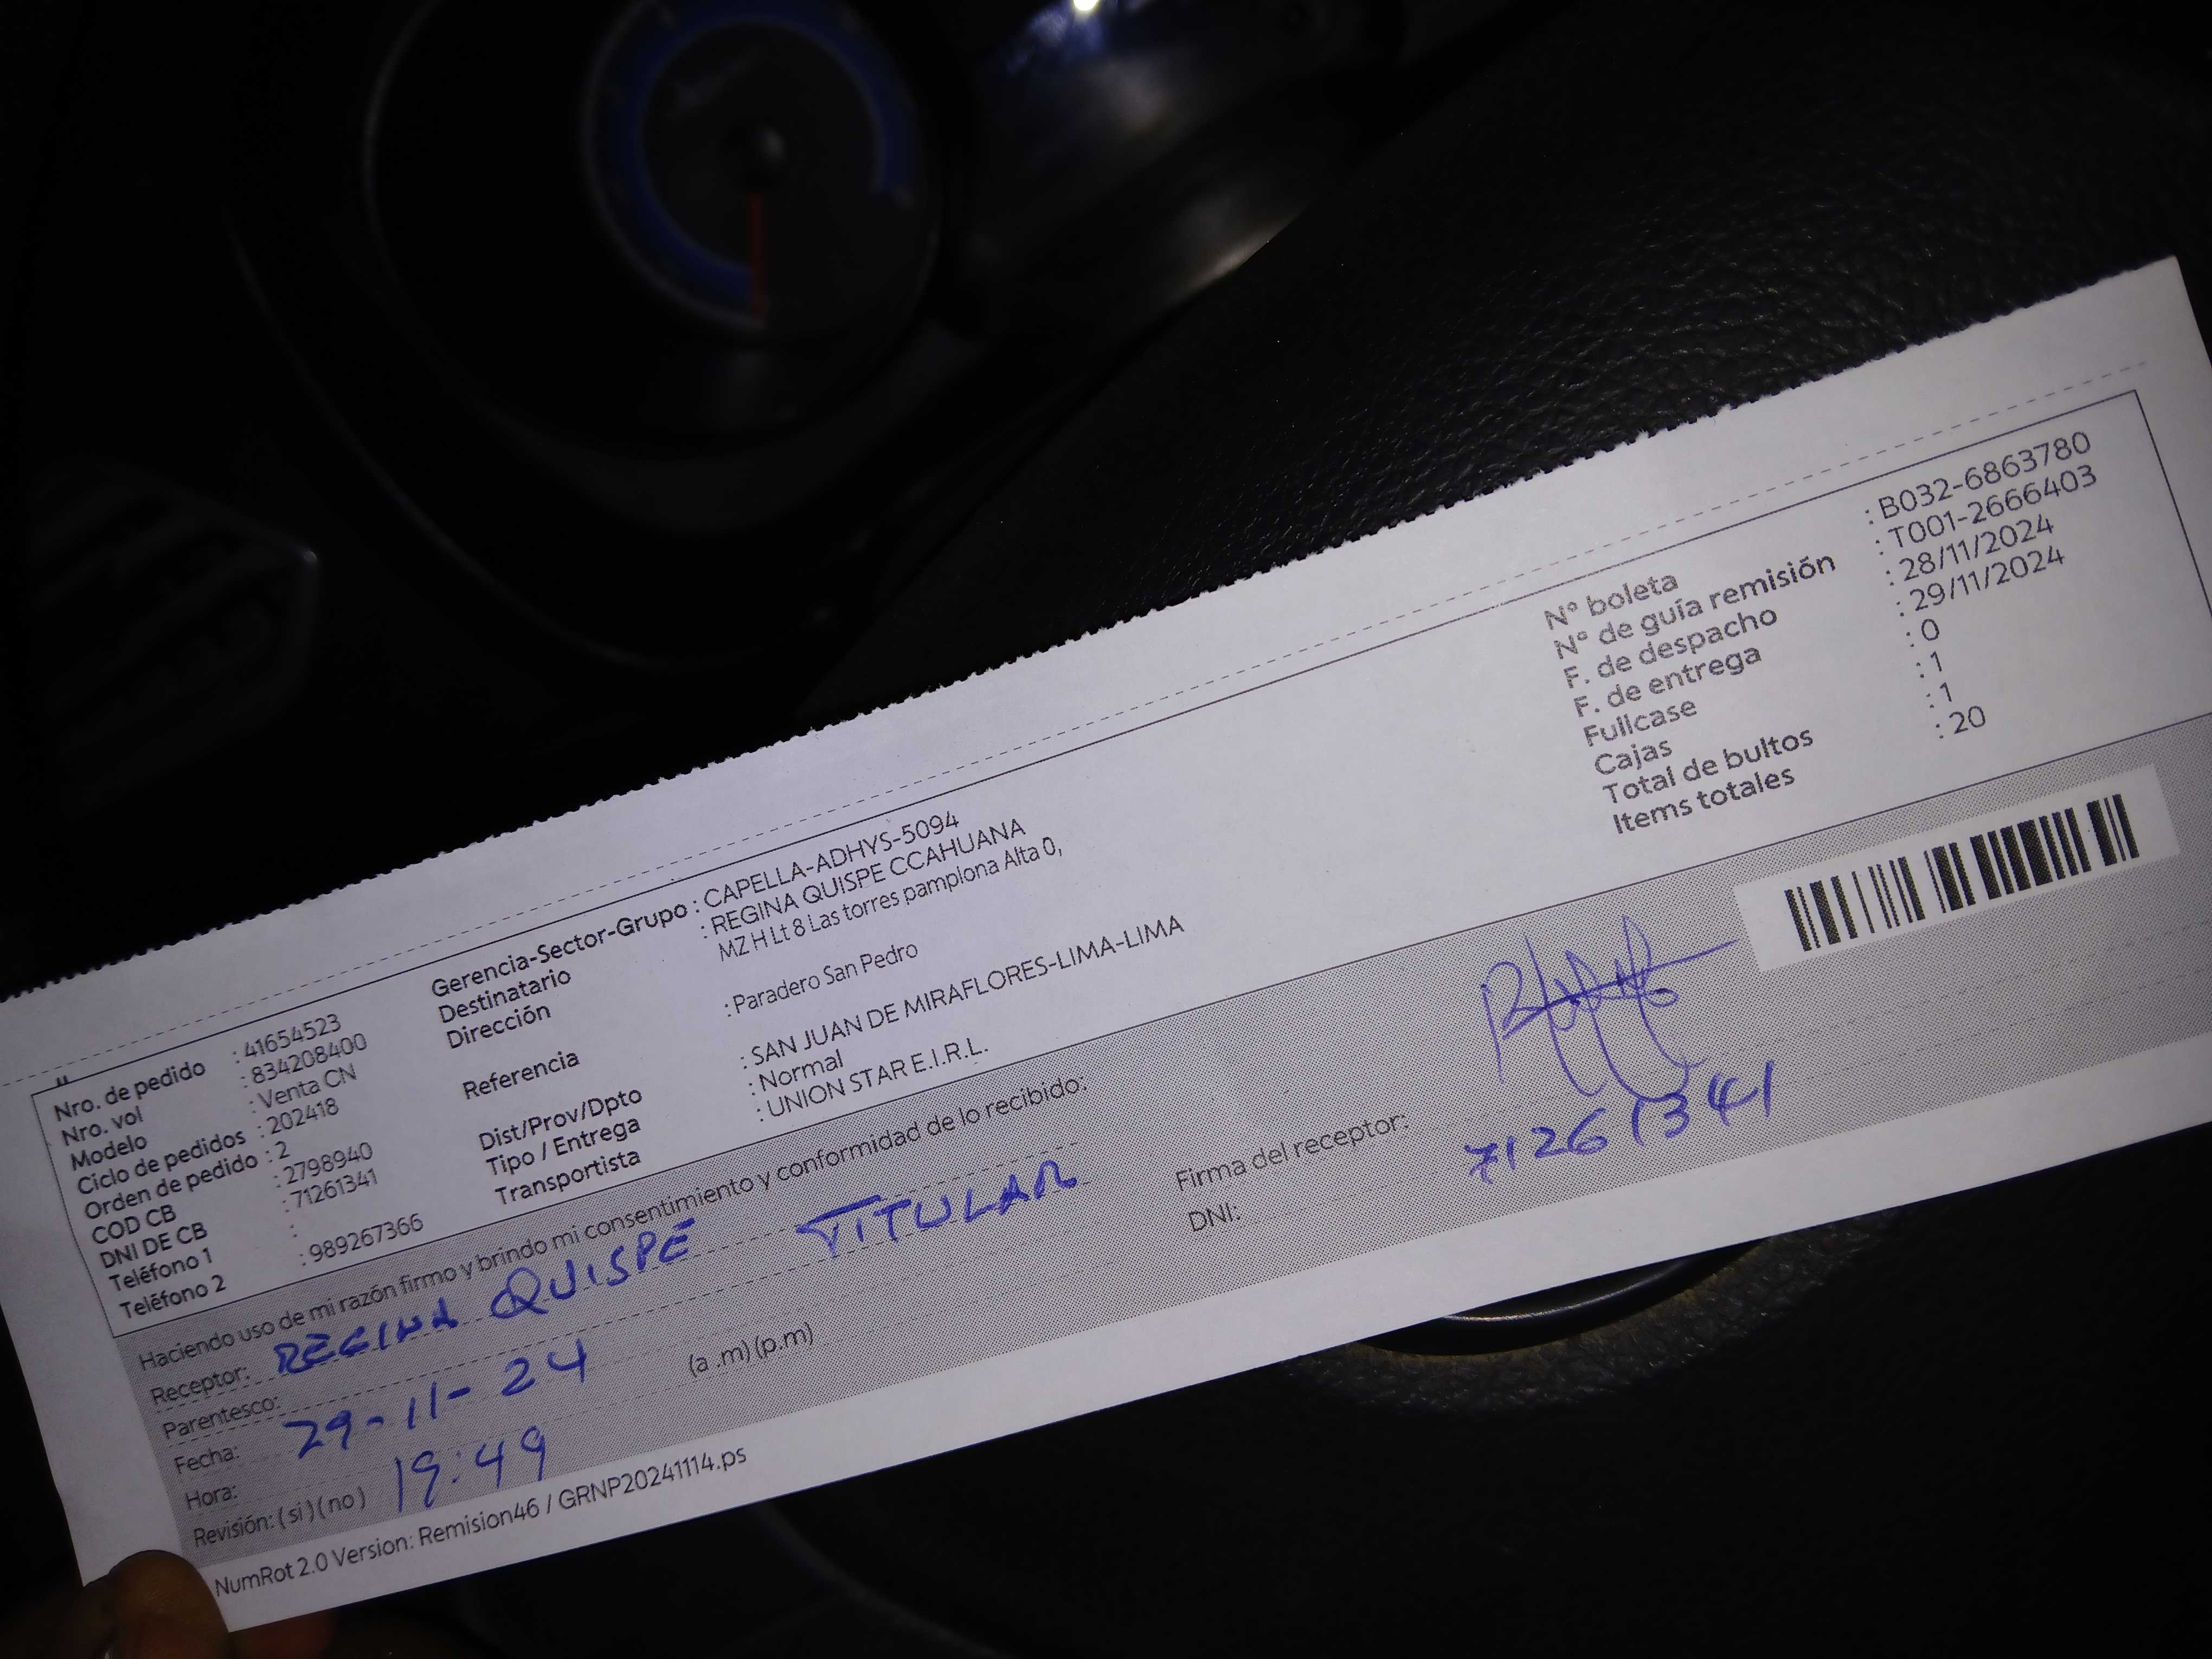 Nro. de pedido : 41654523
Nro. vol : 834208400
Modelo : Venta CN
Ciclo de pedidos : 202418
Orden de pedido : 2
COD CB : 2798940
DNI DE CB : 71261341
Teléfono 1 :
Teléfono 2 : 989267366
Gerencia-Sector-Grupo : CAPELLA-ADHYS-5094
Destinatario : REGINA QUISPE CCAHUANA
Dirección MZ H Lt 8 Las torres pamplona Alta 0,
Referencia : Paradero San Pedro
Dist/Prov/Dpto : SAN JUAN DE MIRAFLORES-LIMA-LIMA
Tipo / Entrega : Normal
Transportista : UNION STAR E.I.R.L.
N° boleta : B032-6863780
N° de guía remisión : T001-2666403
F. de despacho : 28/11/2024
F. de entrega : 29/11/2024
Fullcase : 0
Cajas : 1
Total de bultos : 1
Items totales : 20
Haciendo uso de mi razón firmo y brindo mi consentimiento y conformidad de lo recibido:
Receptor: REGINA QUISPE TITULAR
Parentesco:
Fecha: 29-11-24
Hora: 19:49 (a .m) (p.m)
Revisión: ( si ) ( no )
Firma del receptor:
DNI: 71261341
NumRot 2.0 Version: Remision46 / GRNP20241114.ps